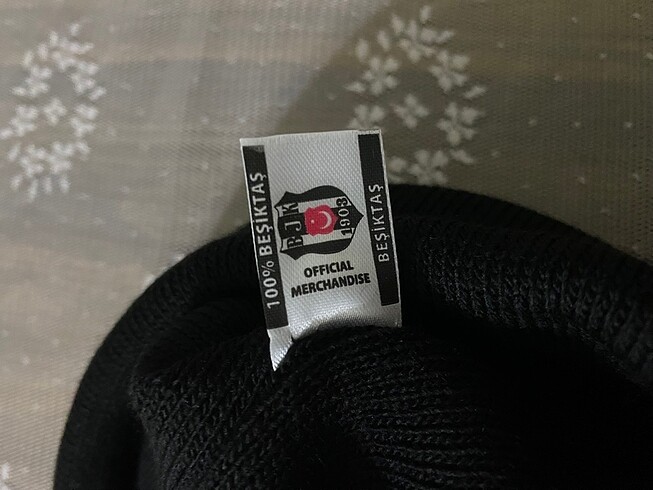 100% BEŞİKTAŞ
BJK
1903
OFFICIAL
MERCHANDISE
BEŞİKTAŞ